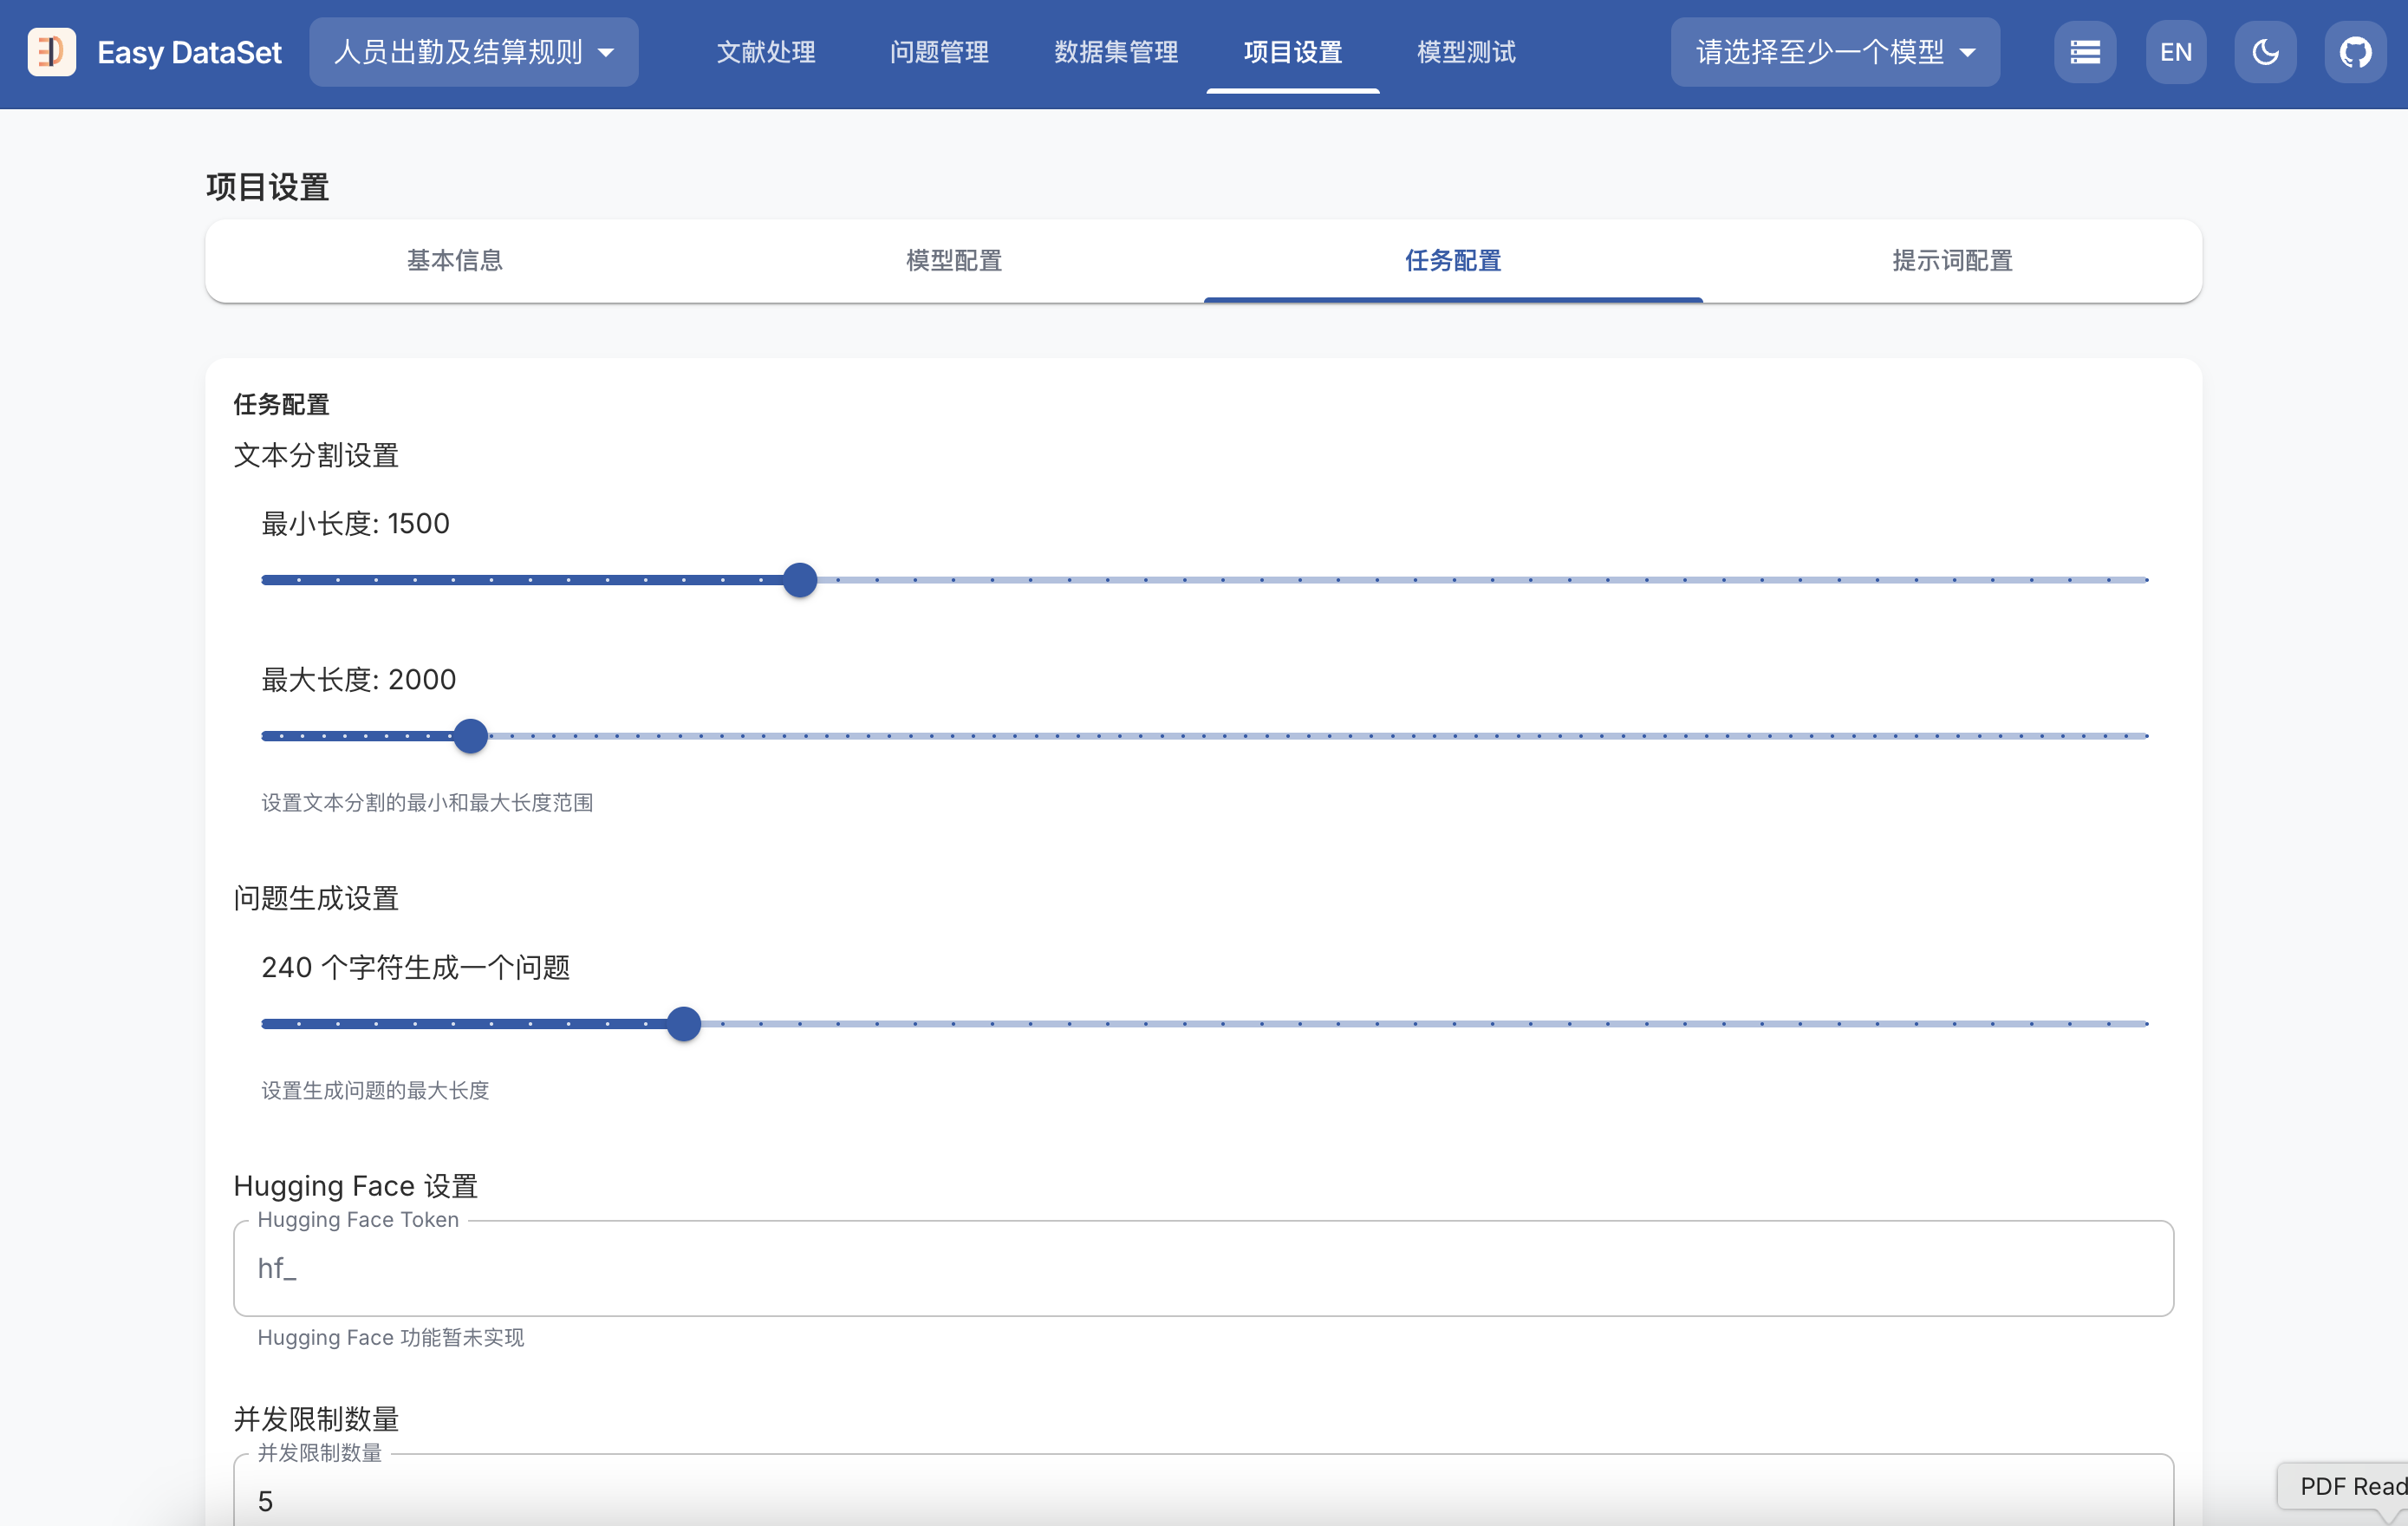 Easy DataSet
人员出勤及结算规则
文献处理
问题管理
数据集管理
项目设置
模型测试
请选择至少一个模型
EN
项目设置
基本信息
模型配置
任务配置
提示词配置
任务配置
文本分割设置
最小长度: 1500
最大长度: 2000
设置文本分割的最小和最大长度范围
问题生成设置
240 个字符生成一个问题
设置生成问题的最大长度
Hugging Face 设置
Hugging Face Token
hf_
Hugging Face 功能暂未实现
并发限制数量
并发限制数量
5
PDF Read